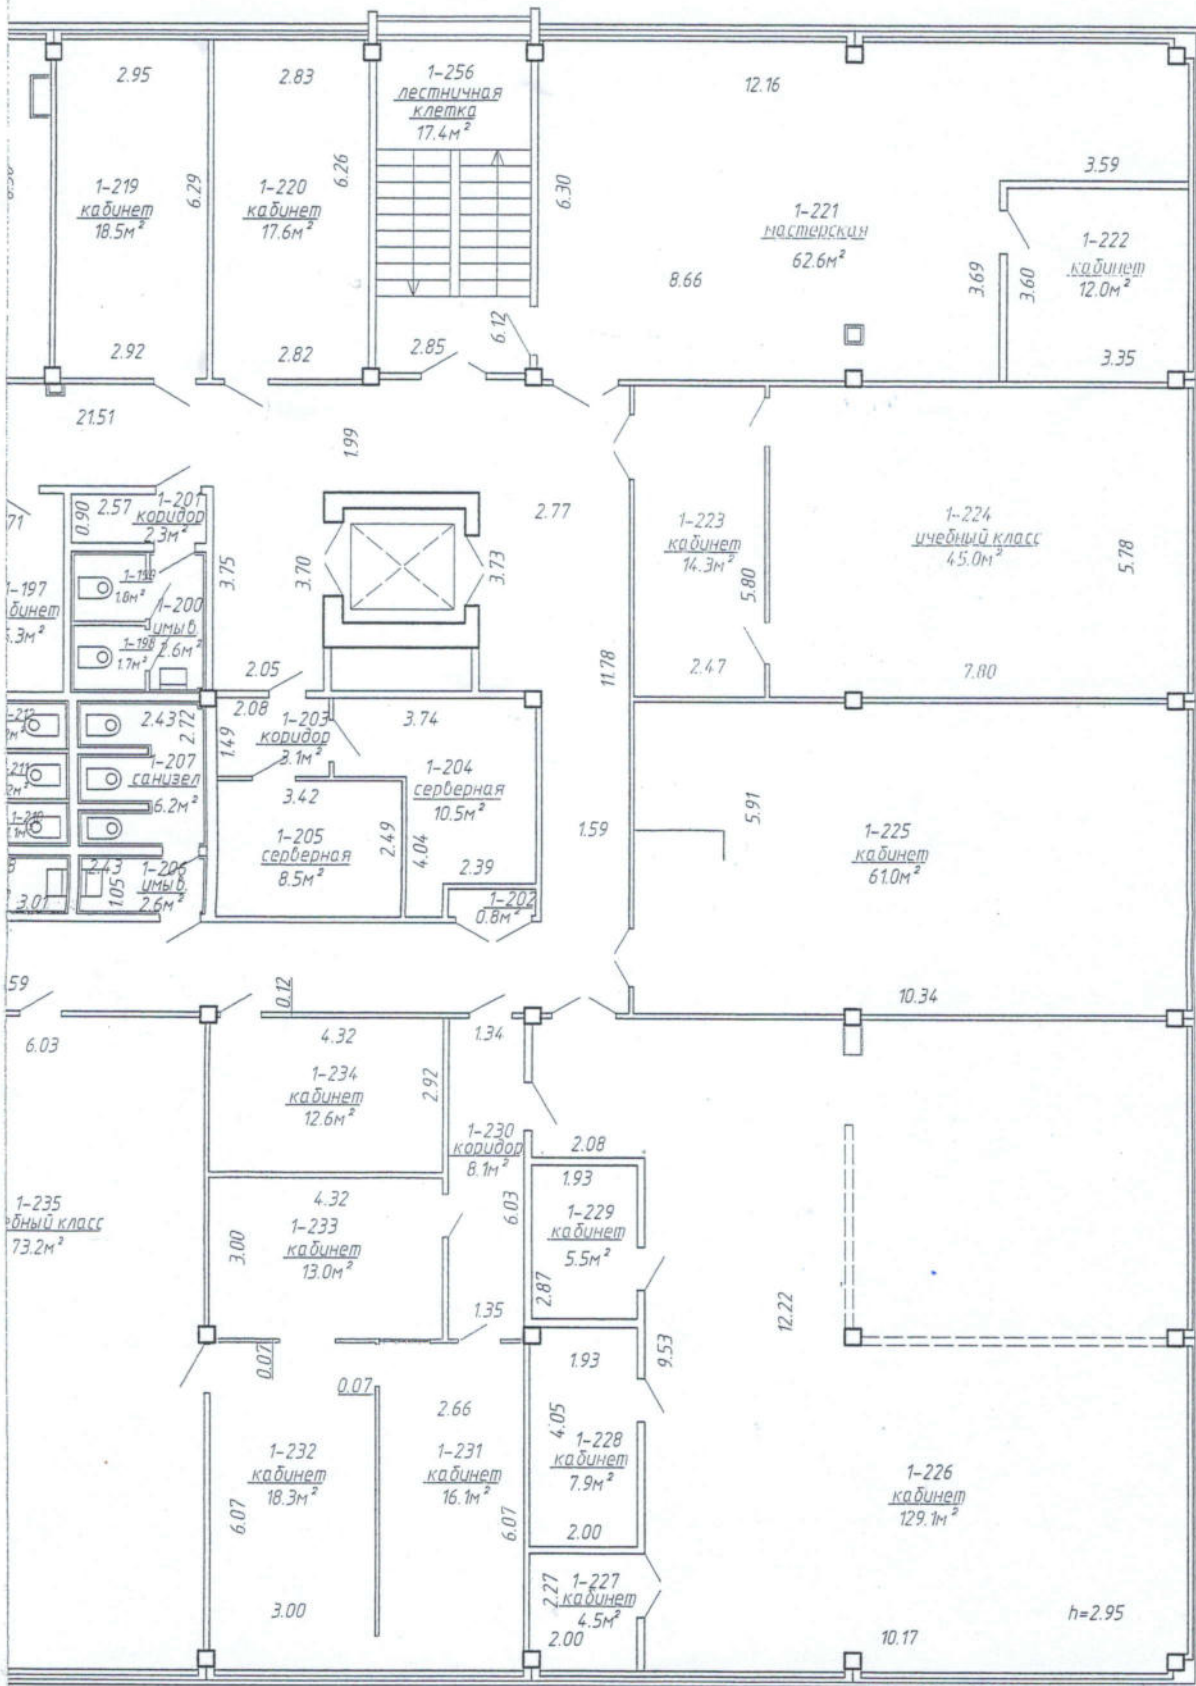 2.95
2.83
1-256
лестничная
клетка
17.4м²
12.16
3.59
6.29
6.26
6.30
1-219
кабинет
18.5м²
1-220
кабинет
17.6м²
1-221
мастерская
62.6м²
1-222
кабинет
12.0м²
8.66
3.69
3.60
6.12
2.92
2.82
2.85
3.35
21.51
1.99
2.77
71
0.90
2.57
1-201
коридор
2.3м²
3.75
3.70
3.73
1-223
кабинет
14.3м²
5.80
1-224
учебный класс
45.0м²
5.78
1-197
бинет
1.8м²
1-200
умыв.
2.6м²
1-198
1.7м²
2.05
11.78
2.47
7.80
2.08
1-203
коридор
3.1м²
3.74
1.49
2.43
2.72
1-207
санузел
6.2м²
1-204
серверная
10.5м²
3.42
1-205
серверная
8.5м²
2.49
4.04
2.39
1.59
5.91
1-225
кабинет
61.0м²
2.43
1.05
1-206
умыв.
2.6м²
3.01
1-202
0.8м²
59
0.12
10.34
6.03
4.32
1.34
1-234
кабинет
12.6м²
2.92
1-230
коридор
8.1м²
2.08
1.93
1-229
кабинет
5.5м²
6.03
2.87
1-235
ебный класс
73.2м²
4.32
1-233
кабинет
13.0м²
3.00
1.35
12.22
9.53
0.07
0.07
1.93
2.66
4.05
1-228
кабинет
7.9м²
2.00
1-232
кабинет
18.3м²
6.07
1-231
кабинет
16.1м²
6.07
1-226
кабинет
129.1м²
2.27
1-227
кабинет
4.5м²
2.00
3.00
10.17
h=2.95